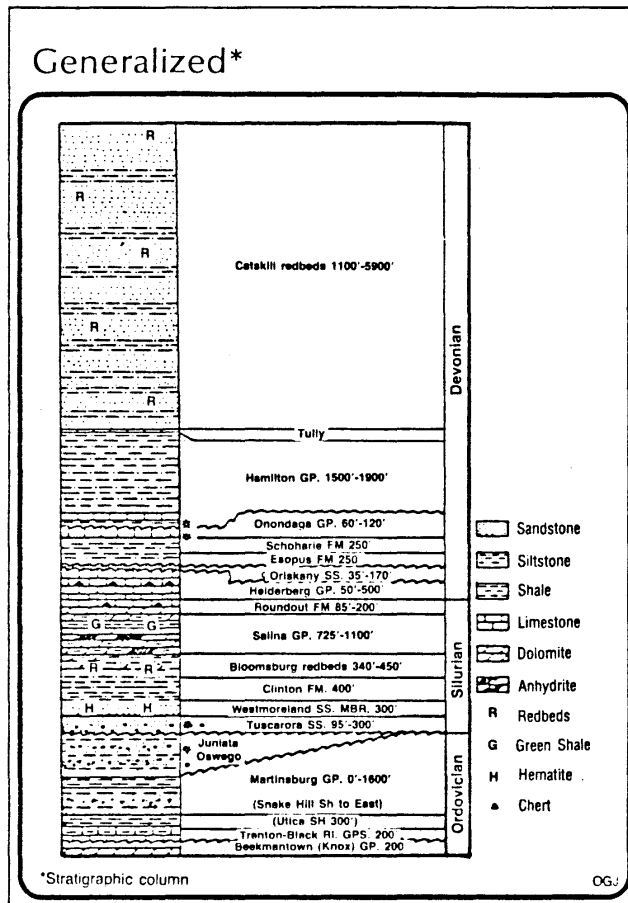 Generalized*
R
R
R
Catskill redbeds 1100'-5900'
R
R
Devonian
Tully
Hamilton GP. 1500'-1900'
Onondaga GP. 60'-120'
Schoharie FM 250'
Esopus FM 250
Oriskany SS. 35'-170'
Helderberg GP. 50'-500'
Roundout FM 85'-200'
G G
Salina GP. 725'-1100'
R R
Bloomsburg redbeds 340'-450'
Silurian
Clinton FM. 400'
H H
Westmoreland SS. MBR. 300'
Tuscarora SS. 95'-300'
Juniata
Oswego
Martinsburg GP. 0'-1600'
(Snake Hill Sh to East)
Ordovician
(Utica SH 300')
Trenton-Black RI. GPS. 200'
Beekmantown (Knox) GP. 200
Sandstone
Siltstone
Shale
Limestone
Dolomite
Anhydrite
R Redbeds
G Green Shale
H Hematite
Chert
*Stratigraphic column
OGJ